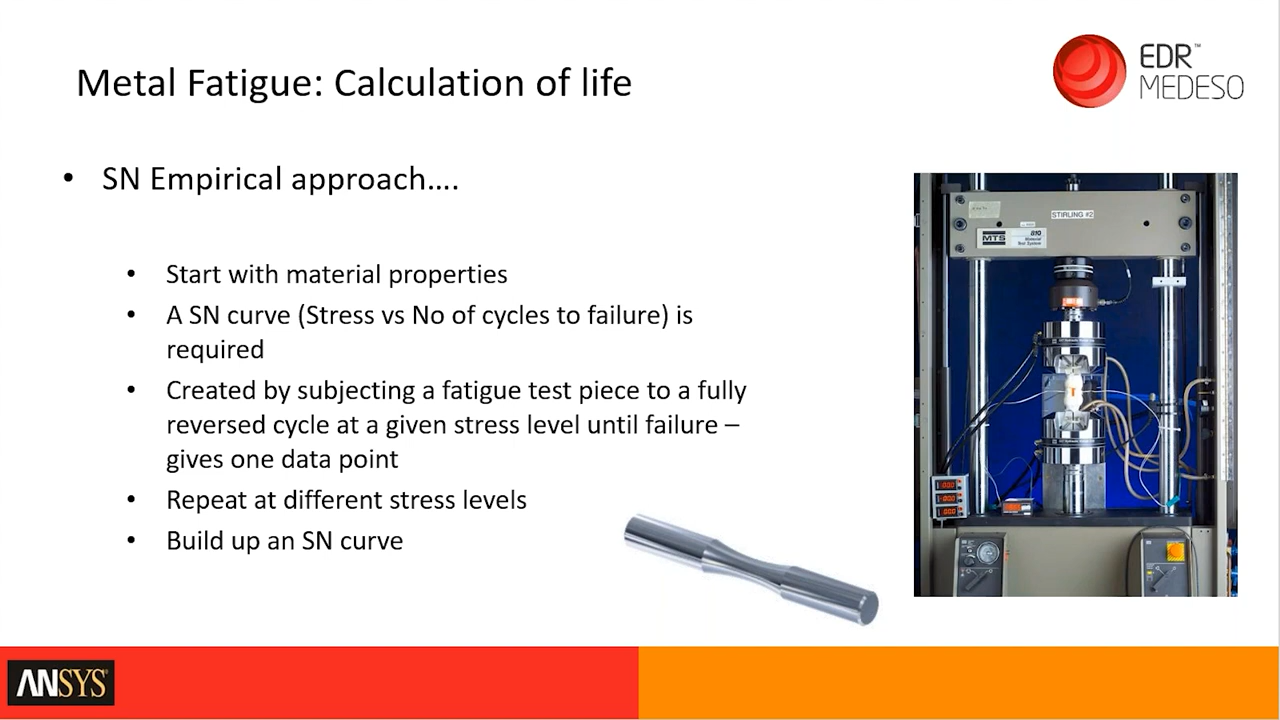 Metal Fatigue: Calculation of life
EDR™
MEDESO
• SN Empirical approach....
• Start with material properties
• A SN curve (Stress vs No of cycles to failure) is
required
• Created by subjecting a fatigue test piece to a fully
reversed cycle at a given stress level until failure –
gives one data point
• Repeat at different stress levels
• Build up an SN curve
STIRLING #2
MTS
810
Material
Test System
ANSYS